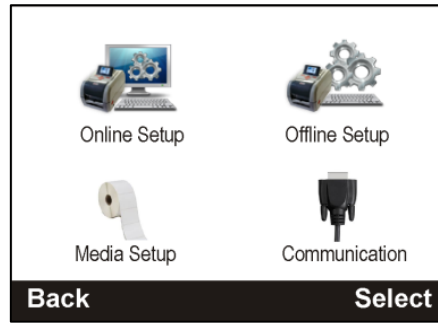 Online Setup
Offline Setup
Media Setup
Communication
Back
Select